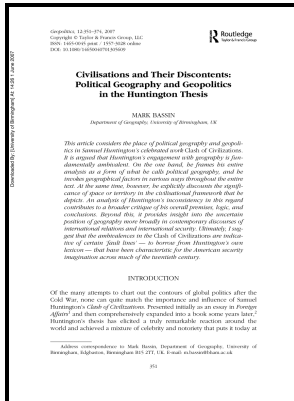 Geopolitics, 12:351–374, 2007
Copyright © Taylor & Francis Group, LLC
ISSN: 1465-0045 print / 1557-3028 online
DOI: 10.1080/14650040701305609
Routledge
Taylor & Francis Group
Civilisations and Their Discontents:
Political Geography and Geopolitics
in the Huntington Thesis
MARK BASSIN
Department of Geography, University of Birmingham, UK
This article considers the place of political geography and geopoli-
tics in Samuel Huntington's celebrated work Clash of Civilizations.
It is argued that Huntington's engagement with geography is fun-
damentally ambivalent. On the one hand, he frames his entire
analysis as a form of what he calls political geography, and he
invokes geographical factors in various ways throughout the entire
text. At the same time, however, he explicitly discounts the signifi-
cance of space or territory in the civilisational framework that he
depicts. An analysis of Huntington's inconsistency in this regard
contributes to a broader critique of his overall premises, logic, and
conclusions. Beyond this, it provides insight into the uncertain
position of geography more broadly in contemporary discourses of
international relations and international security. Ultimately, I sug-
gest that the ambivalences in the Clash of Civilizations are indica-
tive of certain 'fault lines' — to borrow from Huntington's own
lexicon — that have been characteristic for the American security
imagination across much of the twentieth century.
INTRODUCTION
Of the many attempts to chart out the contours of global politics after the
Cold War, none can quite match the importance and influence of Samuel
Huntington's Clash of Civilizations. Presented initially as an essay in Foreign
Affairs1 and then comprehensively expanded into a book some years later,2
Huntington's thesis has elicited a truly remarkable reaction around the
world and achieved a mixture of celebrity and notoriety that puts it today at
Address correspondence to Mark Bassin, Department of Geography, University of
Birmingham, Edgbaston, Birmingham B15 2TT, UK. E-mail: m.bassin@bham.ac.uk
351
Downloaded By: [University of Birmingham] At: 14:26 1 June 2007